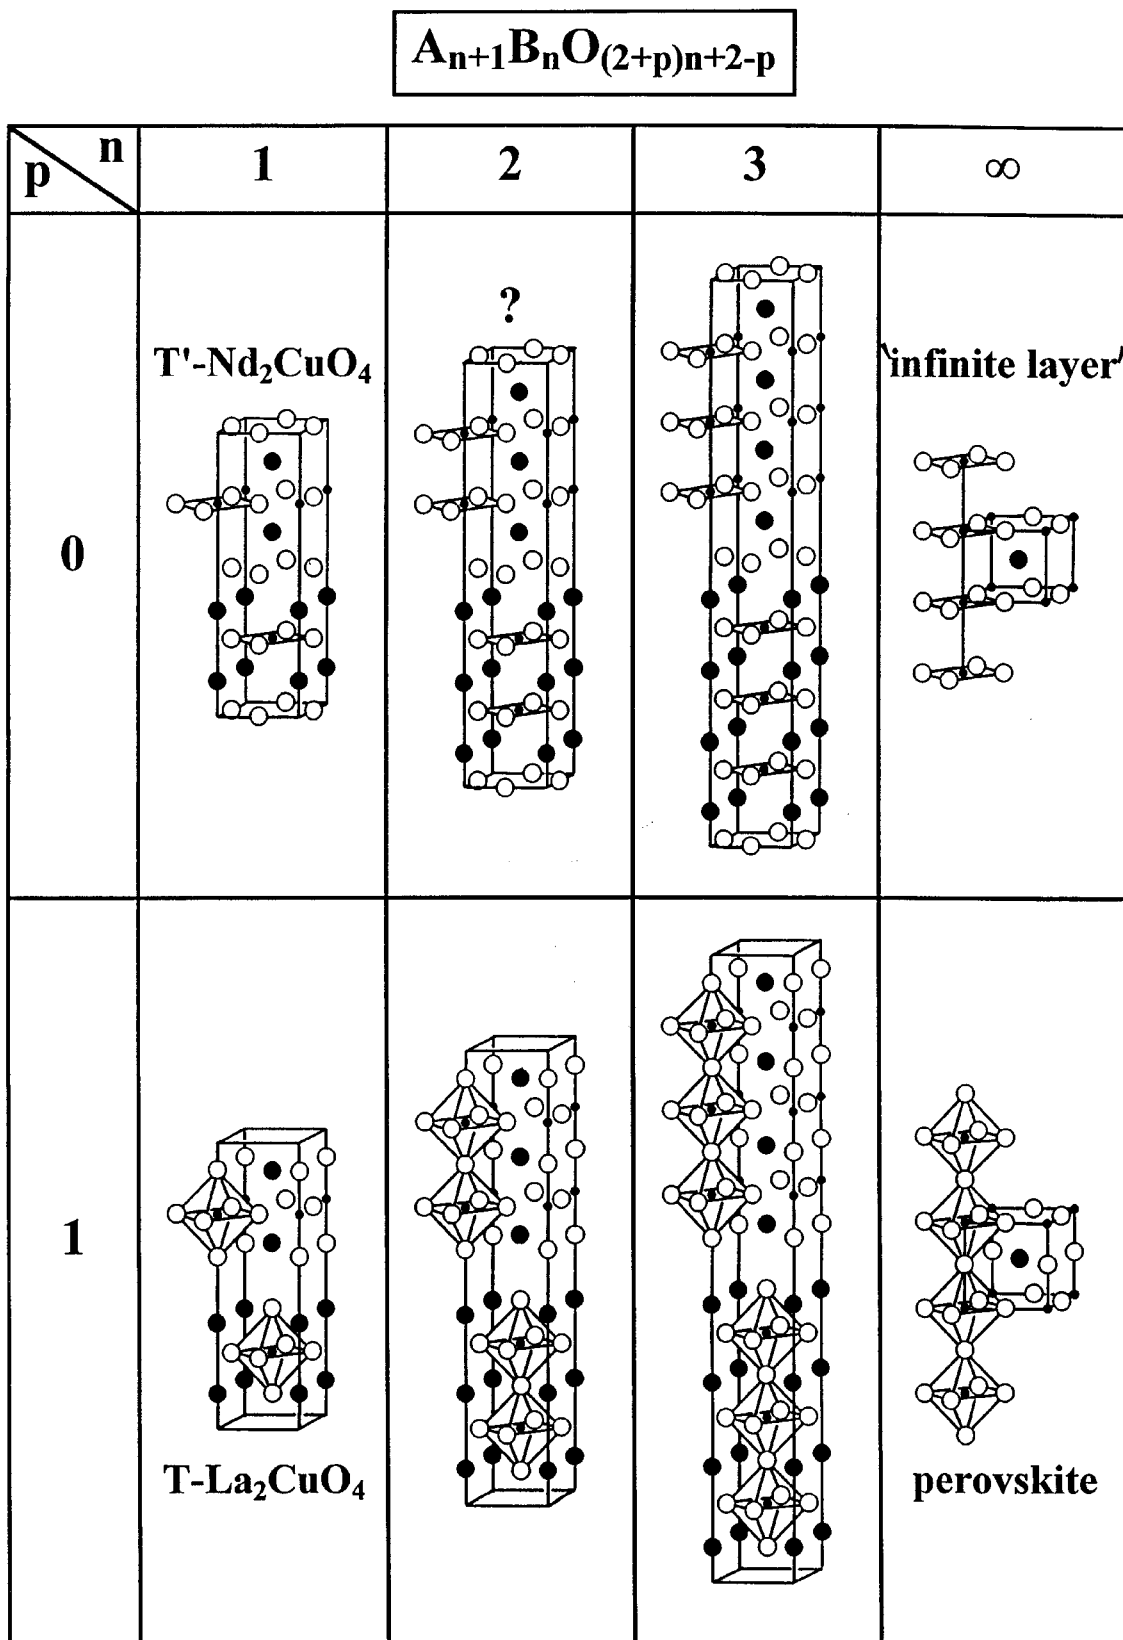 Aₙ₊₁BₙO₍₂₊ₚ₎ₙ₊₂₋ₚ
p n 1 2 3 ∞
?
T'-Nd₂CuO₄
'infinite layer'
0
1
T-La₂CuO₄
perovskite